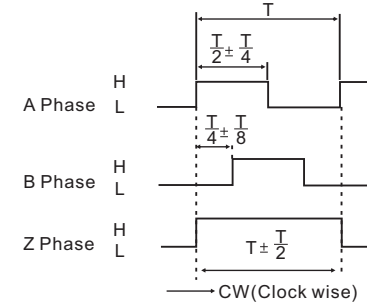 T
T/2 ± T/4
H
A Phase L
T/4 ± T/8
H
B Phase L
H
Z Phase L
T ± T/2
CW(Clock wise)